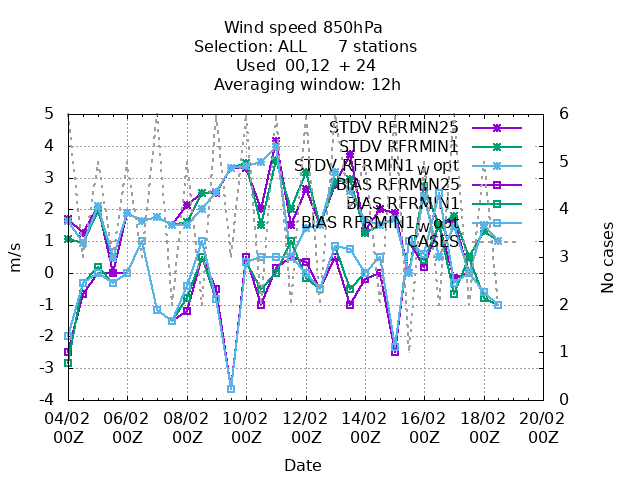 Wind speed 850hPa
Selection: ALL      7 stations
Used  00,12  + 24
Averaging window: 12h
STDV RFRMIN25
STDV RFRMIN1
STDV RFRMIN1_w opt
BIAS RFRMIN25
BIAS RFRMIN1
BIAS RFRMIN1_w opt
CASES
5
4
3
2
1
0
-1
-2
-3
-4
m/s
6
5
4
3
2
1
0
No cases
04/02 06/02 08/02 10/02 12/02 14/02 16/02 18/02 20/02
00Z 00Z 00Z 00Z 00Z 00Z 00Z 00Z 00Z
Date